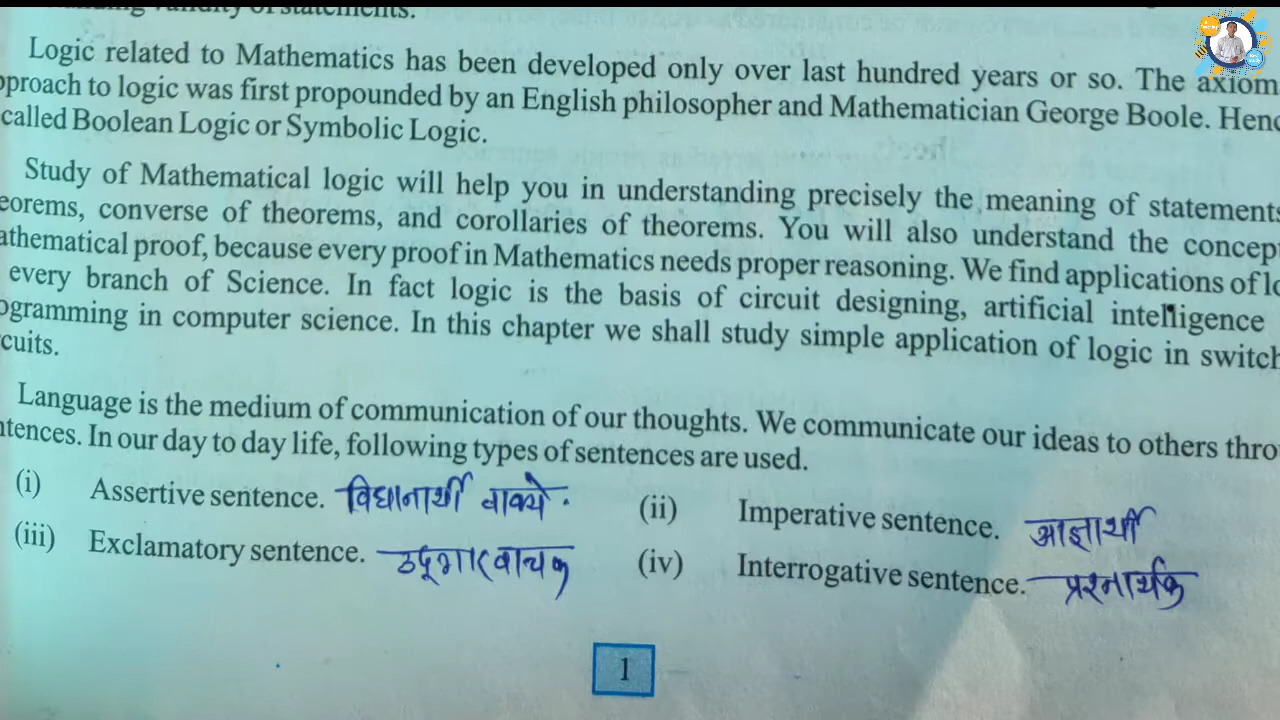 validity of statements.
Logic related to Mathematics has been developed only over last hundred years or so. The axiom
pproach to logic was first propounded by an English philosopher and Mathematician George Boole. Henc
called Boolean Logic or Symbolic Logic.
Study of Mathematical logic will help you in understanding precisely the meaning of statements
eorems, converse of theorems, and corollaries of theorems. You will also understand the concep
athematical proof, because every proof in Mathematics needs proper reasoning. We find applications of lo
every branch of Science. In fact logic is the basis of circuit designing, artificial intelligence
ogramming in computer science. In this chapter we shall study simple application of logic in switch
cuits.
Language is the medium of communication of our thoughts. We communicate our ideas to others thro
ntences. In our day to day life, following types of sentences are used.
(i) Assertive sentence. विधानार्थी वाक्ये. (ii) Imperative sentence. आज्ञार्थी
(iii) Exclamatory sentence. उद्गारवाचक (iv) Interrogative sentence. प्रश्नार्थक
1